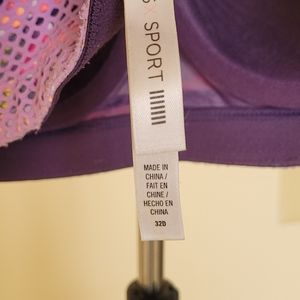 SPORT
MADE IN
CHINA /
FAIT EN
CHINE /
HECHO EN
CHINA
32D